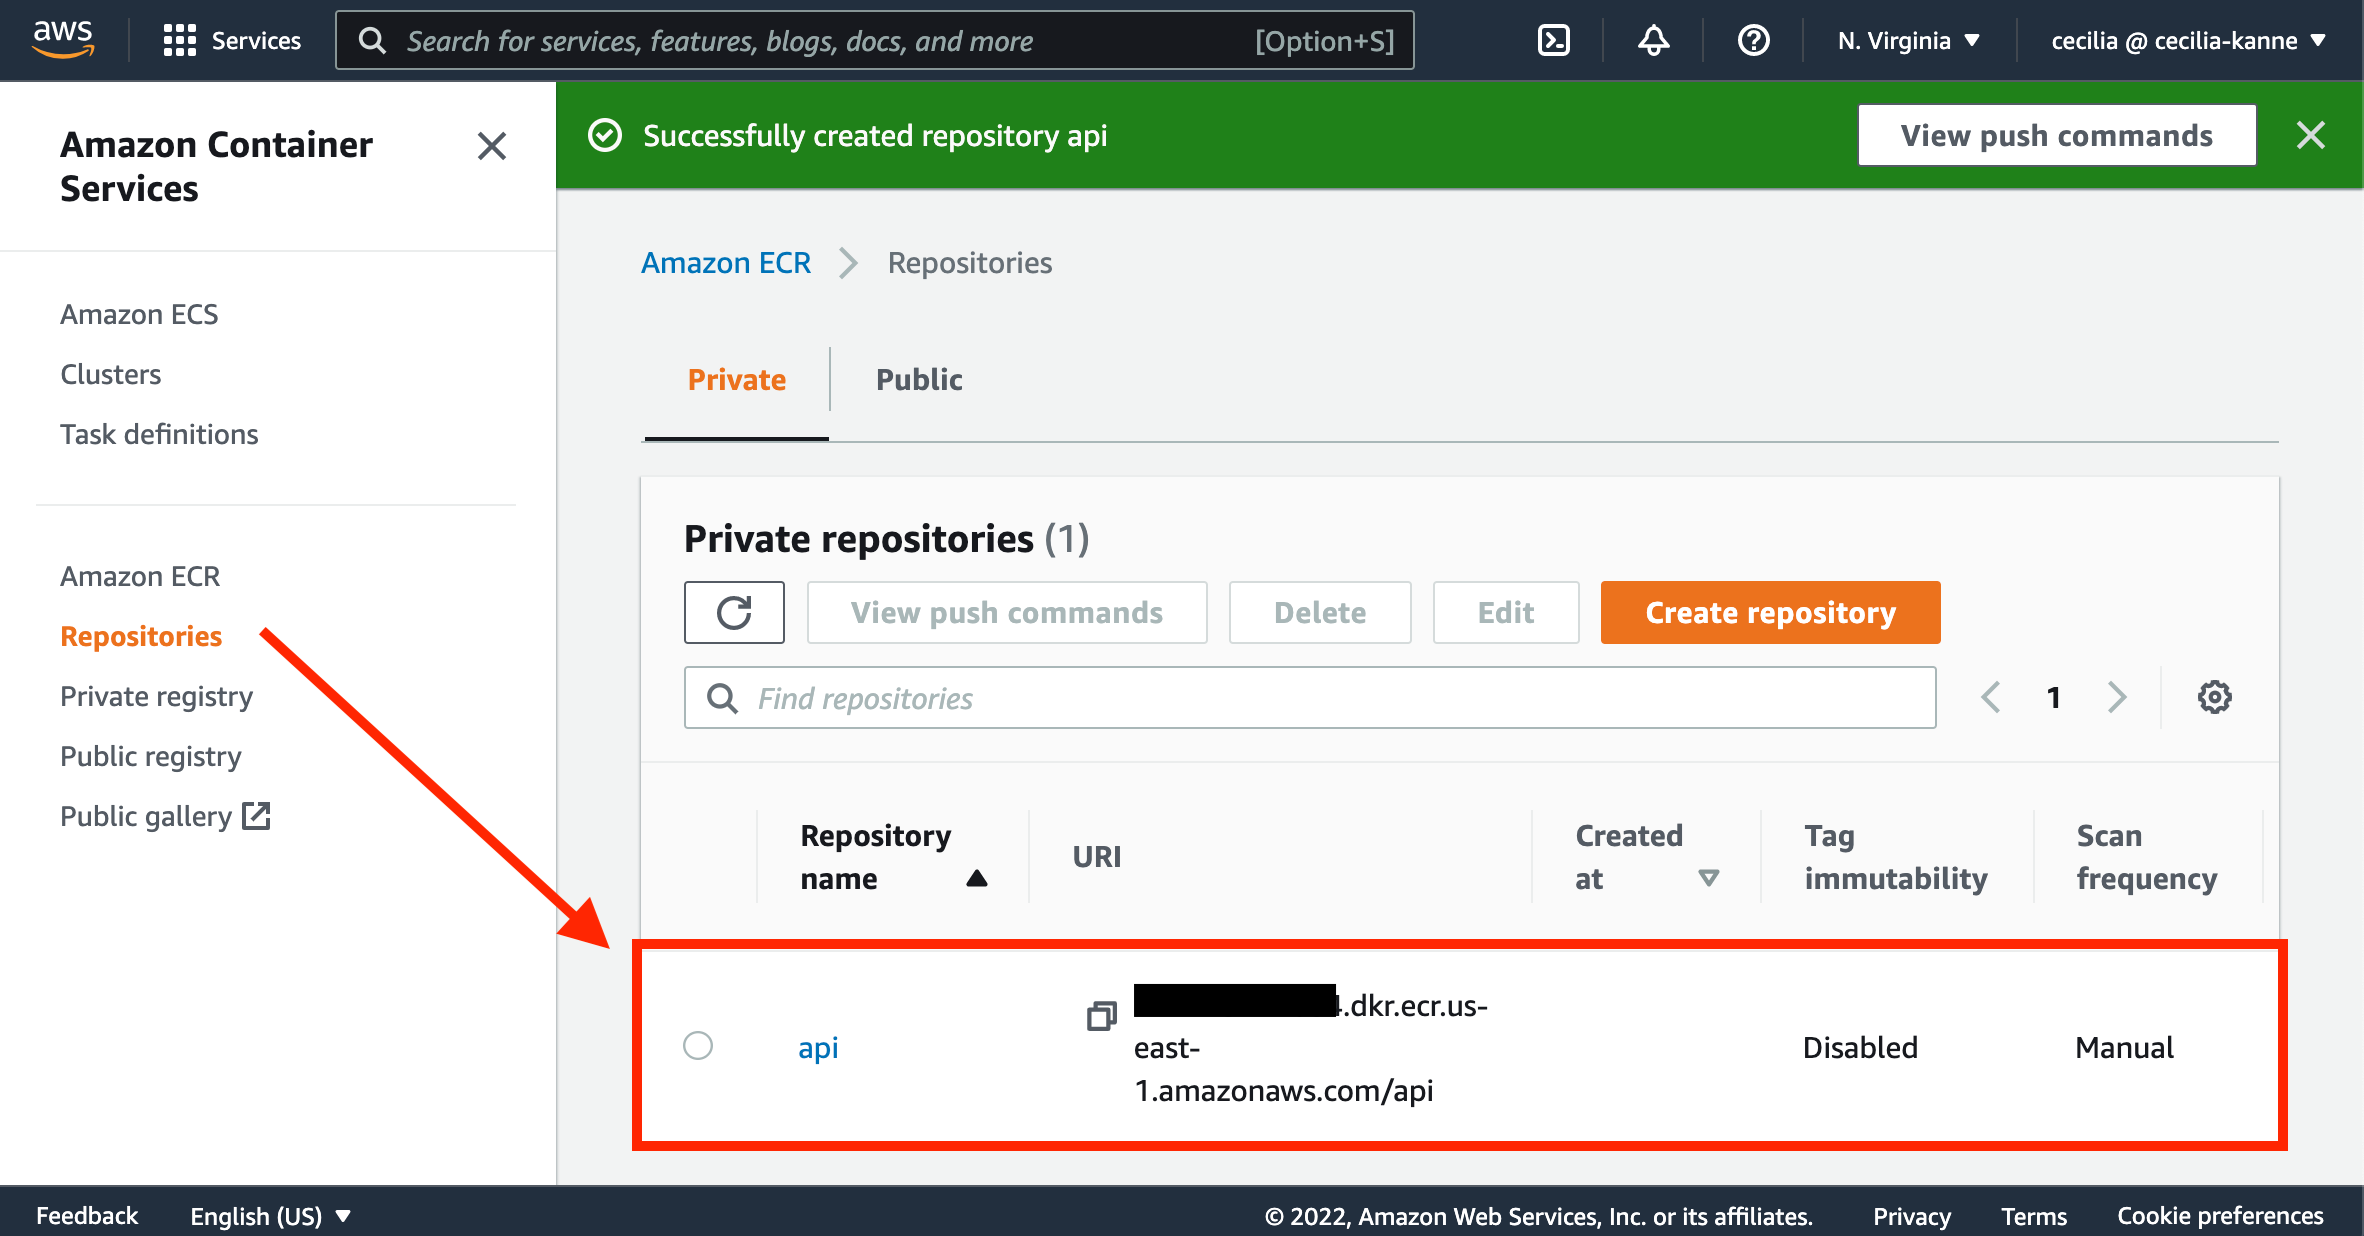 aws
Services
Search for services, features, blogs, docs, and more
[Option+S]
N. Virginia
cecilia @ cecilia-kanne
Amazon Container
Services
Amazon ECS
Clusters
Task definitions
Amazon ECR
Repositories
Private registry
Public registry
Public gallery
Successfully created repository api
View push commands
Amazon ECR
Repositories
Private
Public
Private repositories (1)
View push commands
Delete
Edit
Create repository
Find repositories
1
Repository
name
URI
Created
at
Tag
immutability
Scan
frequency
api
.dkr.ecr.us-
east-
1.amazonaws.com/api
Disabled
Manual
Feedback
English (US)
© 2022, Amazon Web Services, Inc. or its affiliates.
Privacy
Terms
Cookie preferences